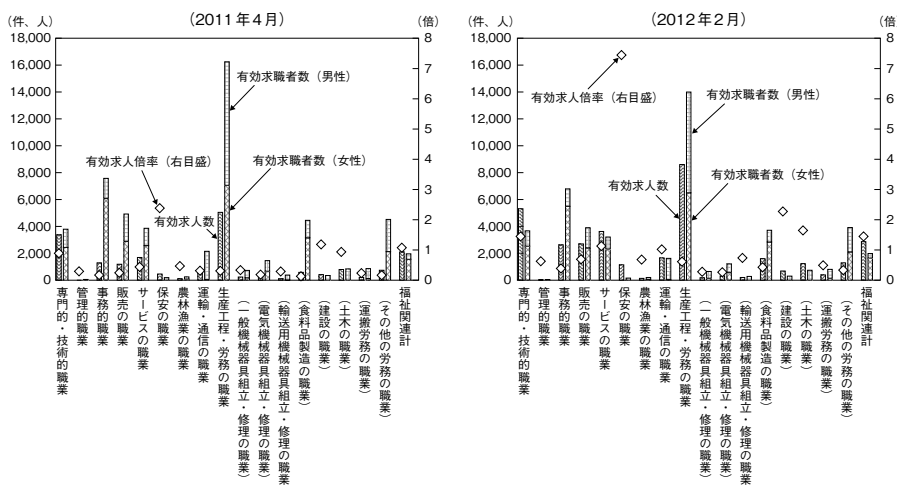 （2011年4月）
（件、人）
（倍）
18,000
16,000
14,000
12,000
10,000
8,000
6,000
4,000
2,000
0
8
7
6
5
4
3
2
1
0
有効求職者数（男性）
有効求人倍率（右目盛）
有効求職者数（女性）
有効求人数
専門的・技術的職業
管理的職業
事務的職業
販売の職業
サービスの職業
保安の職業
農林漁業の職業
運輸・通信の職業
生産工程・労務の職業
（一般機械器具組立・修理の職業）
（電気機械器具組立・修理の職業）
（輸送用機械器具組立・修理の職業
（食料品製造の職業）
（建設の職業）
（土木の職業）
（運搬労務の職業）
（その他の労務の職業）
福祉関連計
（2012年2月）
（件、人）
（倍）
18,000
16,000
14,000
12,000
10,000
8,000
6,000
4,000
2,000
0
8
7
6
5
4
3
2
1
0
有効求人倍率（右目盛）
有効求職者数（男性）
有効求人数
有効求職者数（女性）
専門的・技術的職業
管理的職業
事務的職業
販売の職業
サービスの職業
保安の職業
農林漁業の職業
運輸・通信の職業
生産工程・労務の職業
（一般機械器具組立・修理の職業）
（電気機械器具組立・修理の職業）
（輸送用機械器具組立・修理の職業
（食料品製造の職業）
（建設の職業）
（土木の職業）
（運搬労務の職業）
（その他の労務の職業）
福祉関連計